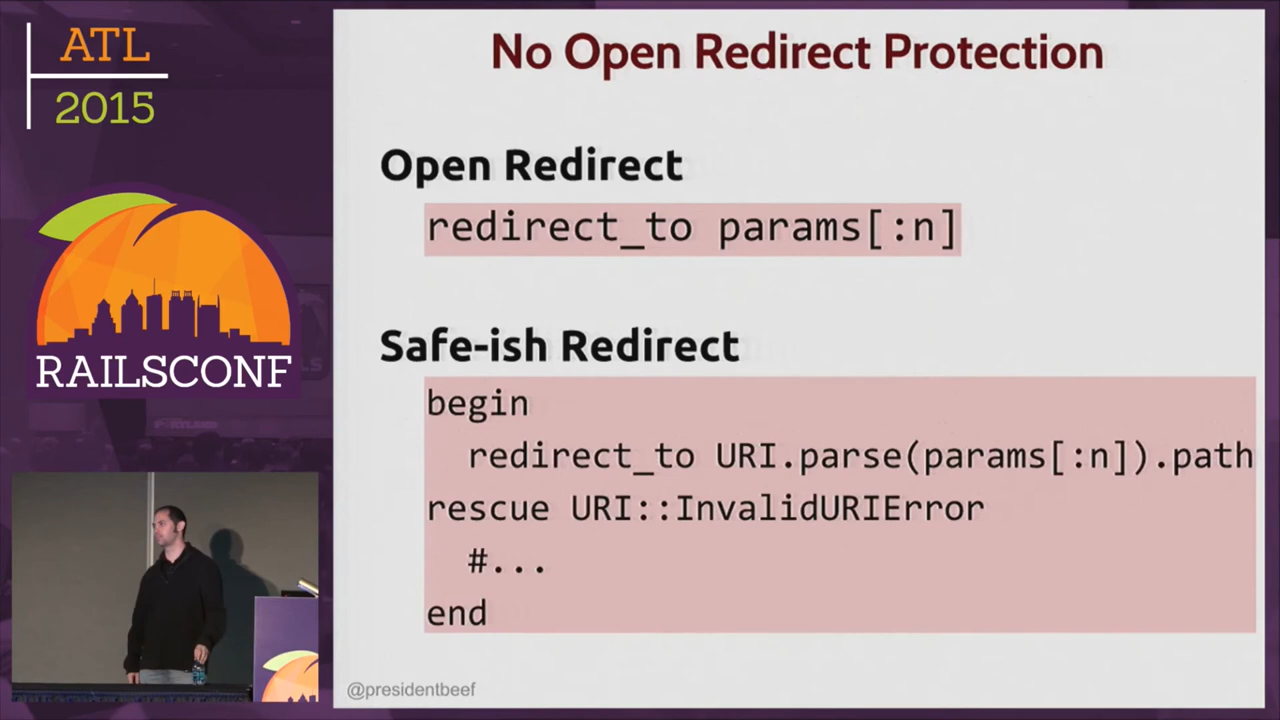 ATL
2015
RAILSCONF
No Open Redirect Protection
Open Redirect
redirect_to params[:n]
Safe-ish Redirect
begin
redirect_to URI.parse(params[:n]).path
rescue URI::InvalidURIError
#...
end
@presidentbeef